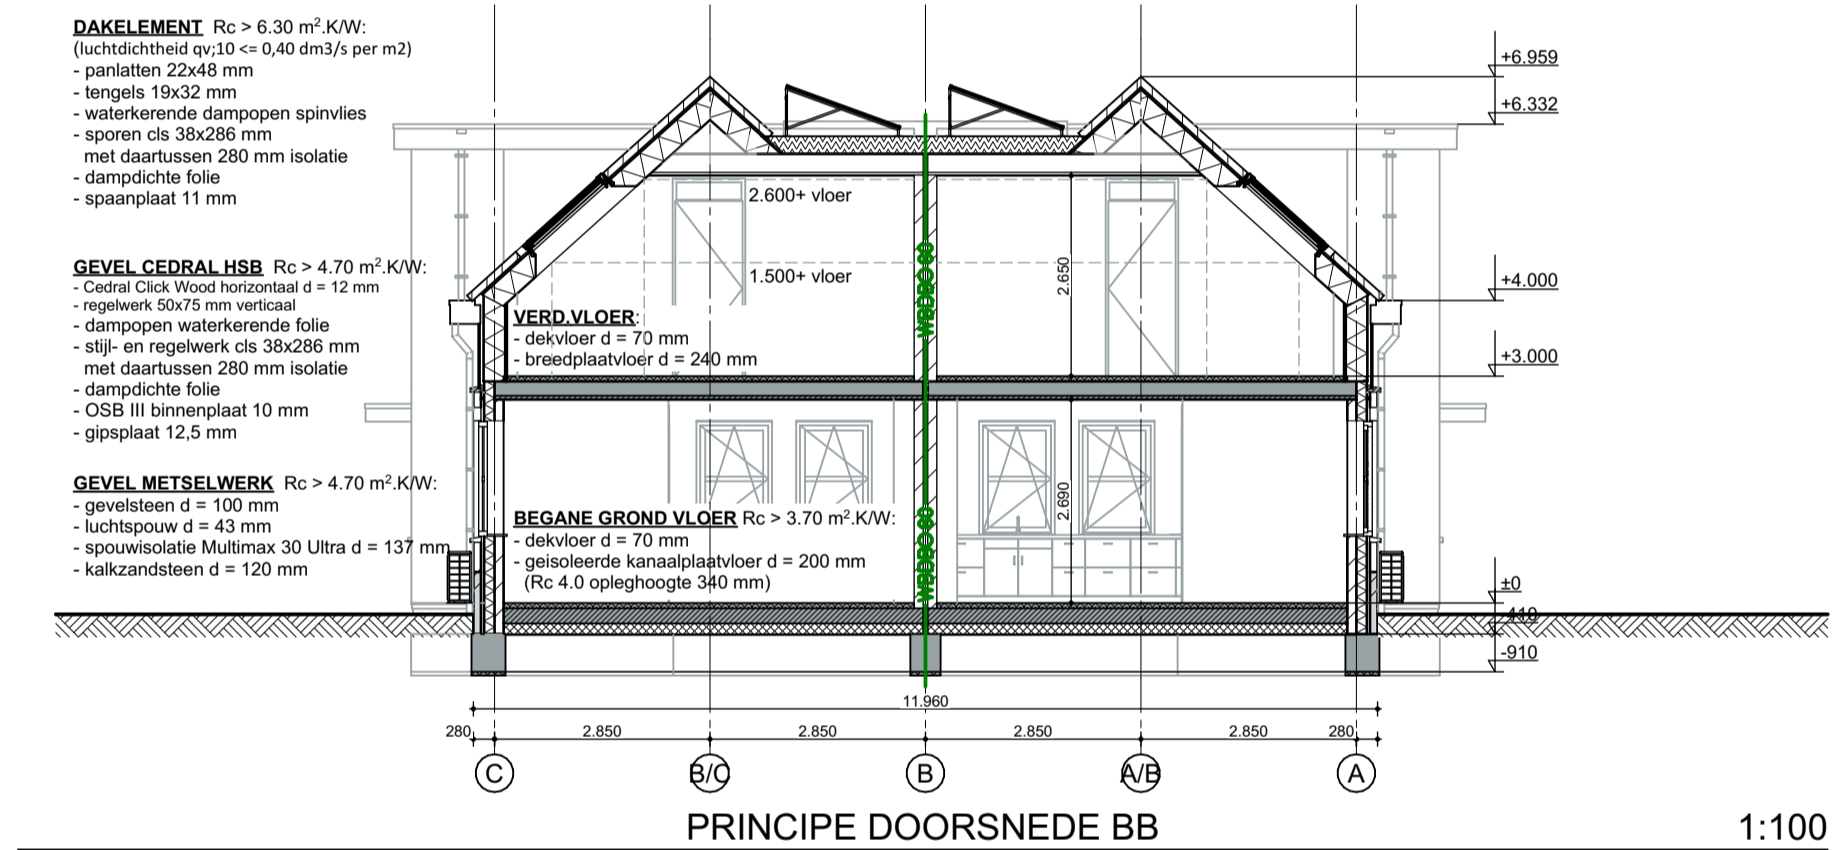 DAKELEMENT Rc > 6.30 m².K/W:
(luchtdichtheid qv;10 <= 0,40 dm3/s per m2)
- panlatten 22x48 mm
- tengels 19x32 mm
- waterkerende dampopen spinvlies
- sporen cls 38x286 mm
met daartussen 280 mm isolatie
- dampdichte folie
- spaanplaat 11 mm
GEVEL CEDRAL HSB Rc > 4.70 m².K/W:
- Cedral Click Wood horizontaal d = 12 mm
- regelwerk 50x75 mm verticaal
- dampopen waterkerende folie
- stijl- en regelwerk cls 38x286 mm
met daartussen 280 mm isolatie
- dampdichte folie
- OSB III binnenplaat 10 mm
- gipsplaat 12,5 mm
GEVEL METSELWERK Rc > 4.70 m².K/W:
- gevelsteen d = 100 mm
- luchtspouw d = 43 mm
- spouwisolatie Multimax 30 Ultra d = 137 mm
- kalkzandsteen d = 120 mm
2.600+ vloer
1.500+ vloer
VERD.VLOER:
- dekvloer d = 70 mm
- breedplaatvloer d = 240 mm
BEGANE GROND VLOER Rc > 3.70 m².K/W:
- dekvloer d = 70 mm
- geisoleerde kanaalplaatvloer d = 200 mm
(Rc 4.0 opleghoogte 340 mm)
WBDBO 60
WBDBO 60
2.650
2.690
+6.959
+6.332
+4.000
+3.000
±0
-410
-910
11.960
280
2.850
2.850
2.850
2.850
280
C
B/C
B
A/B
A
PRINCIPE DOORSNEDE BB
1:100